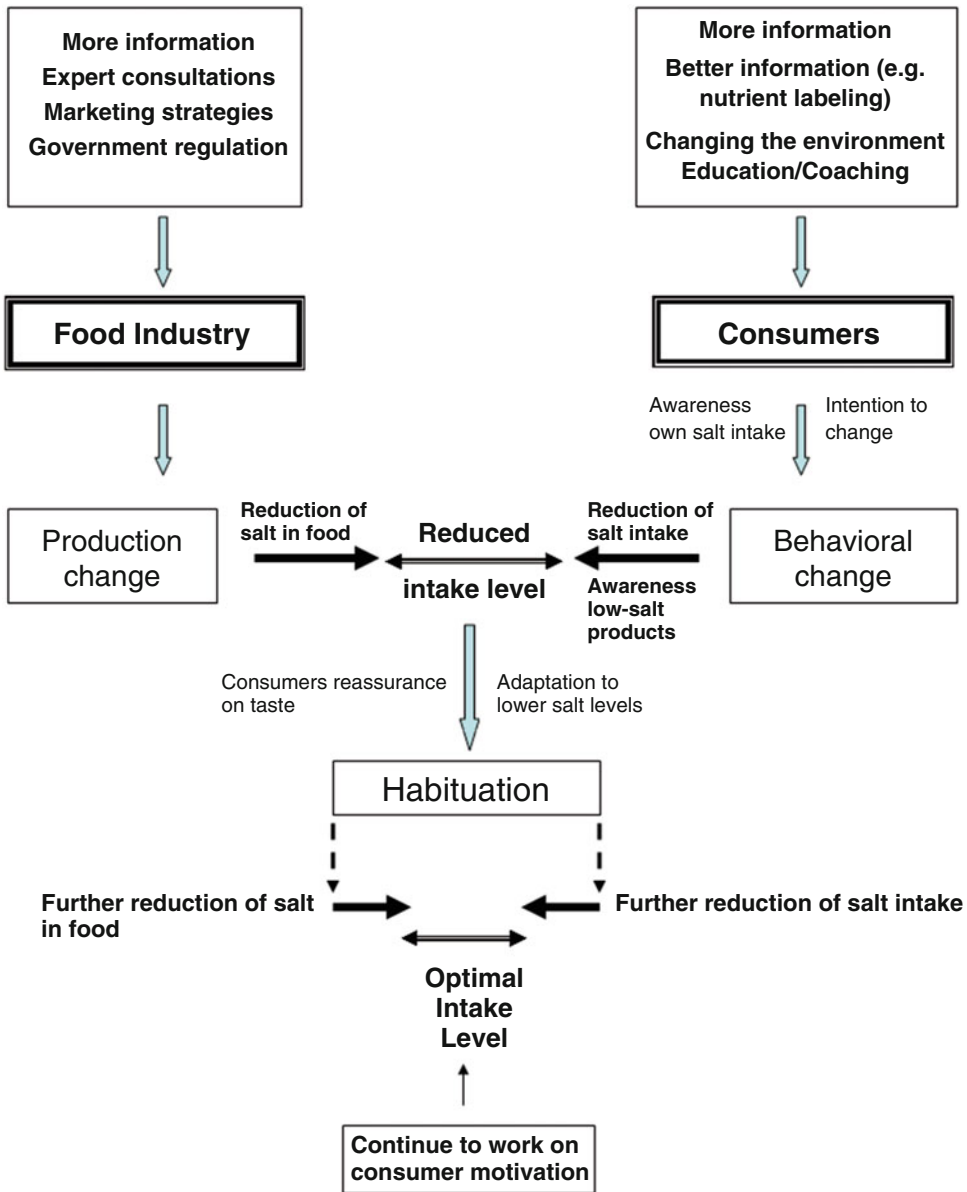 More information
Expert consultations
Marketing strategies
Government regulation
More information
Better information (e.g.
nutrient labeling)
Changing the environment
Education/Coaching
Food Industry
Consumers
Awareness
own salt intake
Intention to
change
Production
change
Reduction of
salt in food
Reduced
intake level
Reduction of
salt intake
Awareness
low-salt
products
Behavioral
change
Consumers reassurance
on taste
Adaptation to
lower salt levels
Habituation
Further reduction of salt
in food
Further reduction of salt intake
Optimal
Intake
Level
Continue to work on
consumer motivation